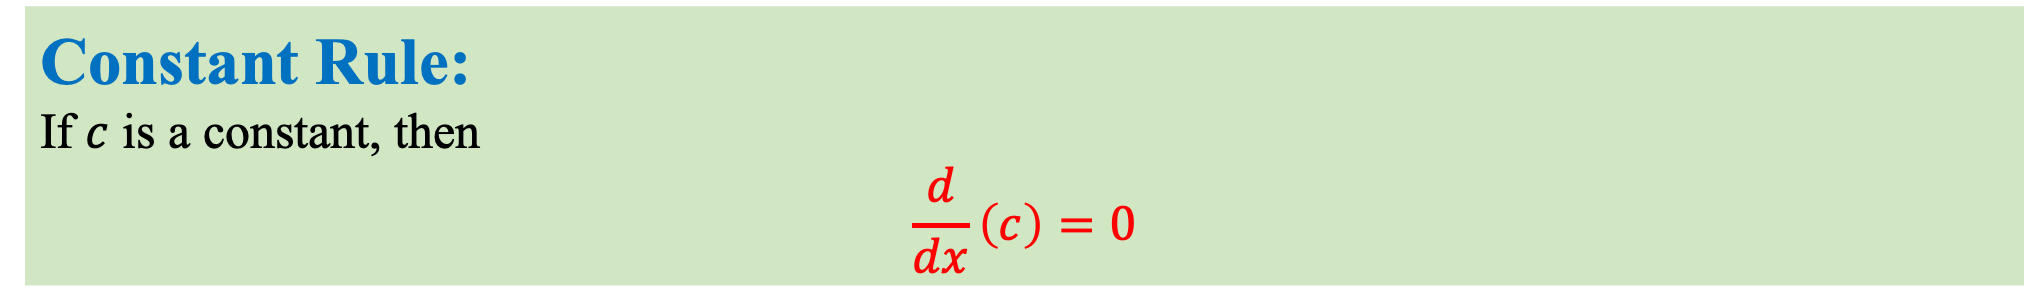 Constant Rule:
If c is a constant, then
d/dx (c) = 0